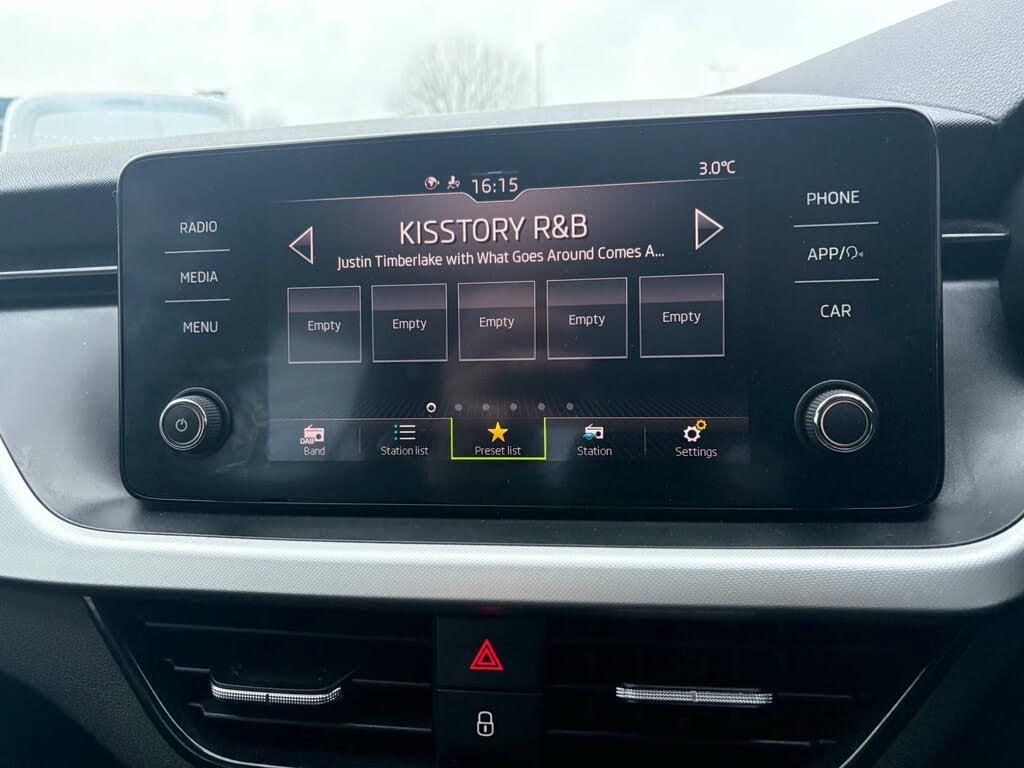 16:15
3.0°C
RADIO
MEDIA
MENU
KISSTORY R&B
Justin Timberlake with What Goes Around Comes A...
Empty
Empty
Empty
Empty
Empty
DAB
Band
Station list
Preset list
Station
Settings
PHONE
APP/
CAR